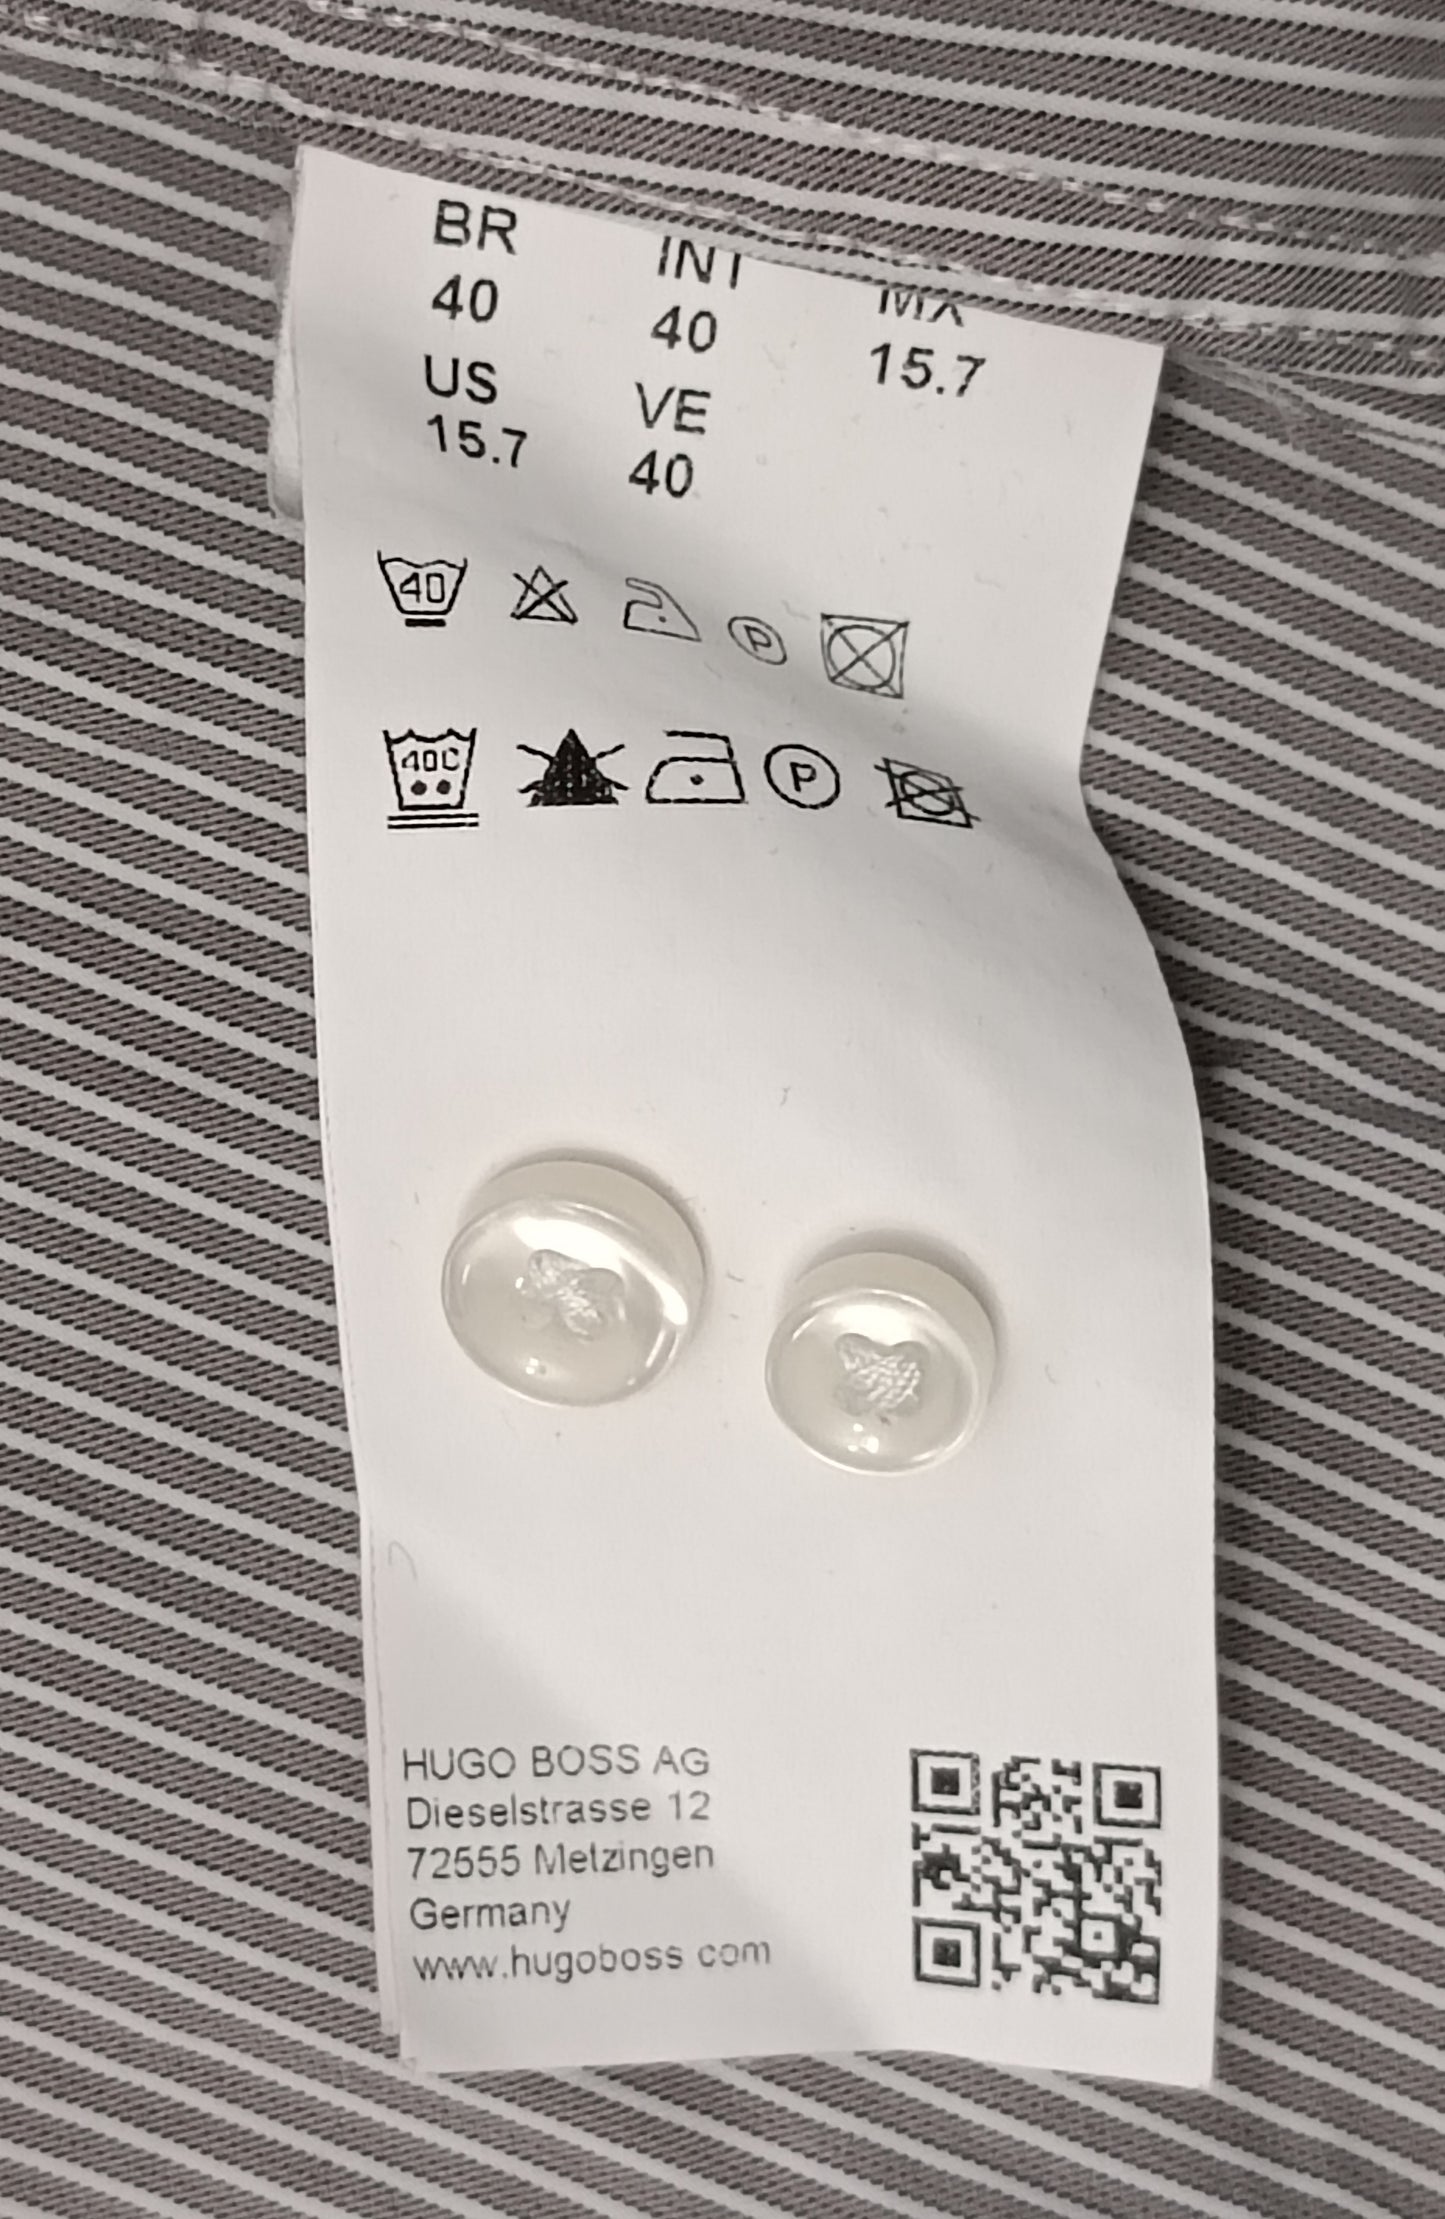 BR INT MX
40 40 15.7
US VE
15.7 40
40
P
40C
P
HUGO BOSS AG
Dieselstrasse 12
72555 Metzingen
Germany
www.hugoboss.com